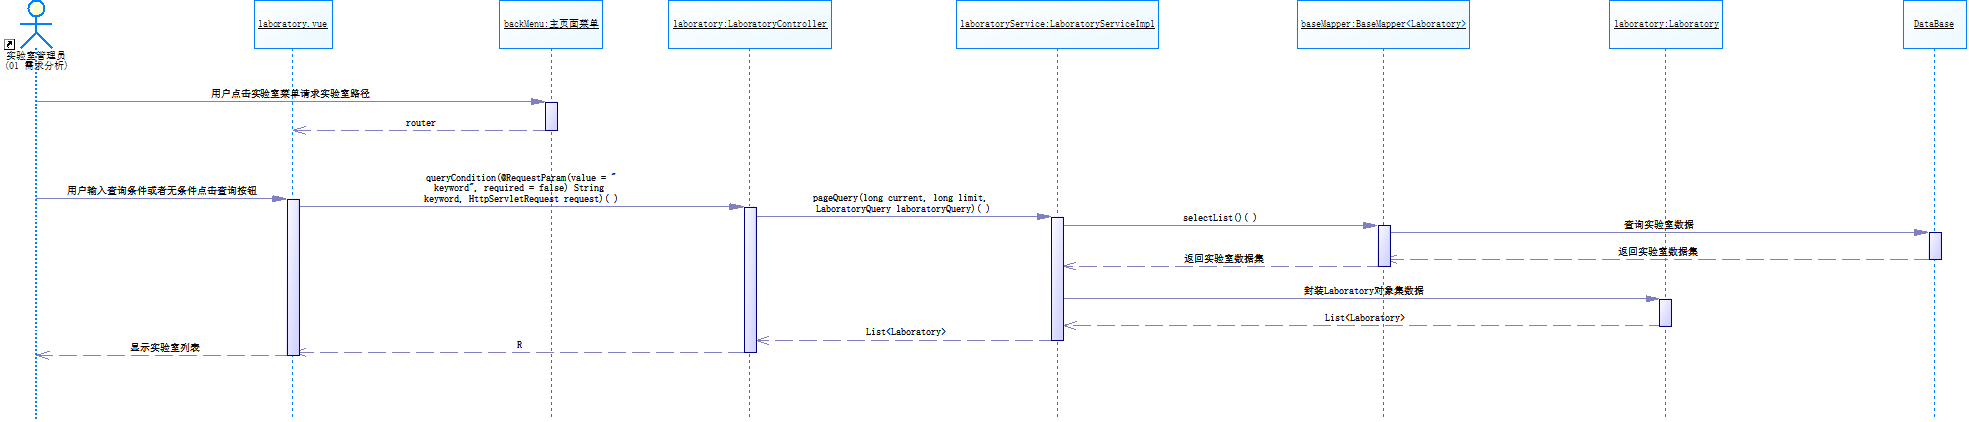 laboratory.vue
backMenu:主页面菜单
laboratory:LaboratoryController
laboratoryService:LaboratoryServiceImpl
baseMapper:BaseMapper<Laboratory>
laboratory:Laboratory
DataBase
实验室管理员
(01 需求分析)
用户点击实验室菜单请求实验室路径
router
用户输入查询条件或者无条件点击查询按钮
queryCondition(@RequestParam(value = "
keyword", required = false) String
keyword, HttpServletRequest request)( )
pageQuery(long current, long limit,
LaboratoryQuery laboratoryQuery)( )
selectList()( )
查询实验室数据
返回实验室数据集
返回实验室数据集
封装Laboratory对象集数据
List<Laboratory>
List<Laboratory>
R
显示实验室列表